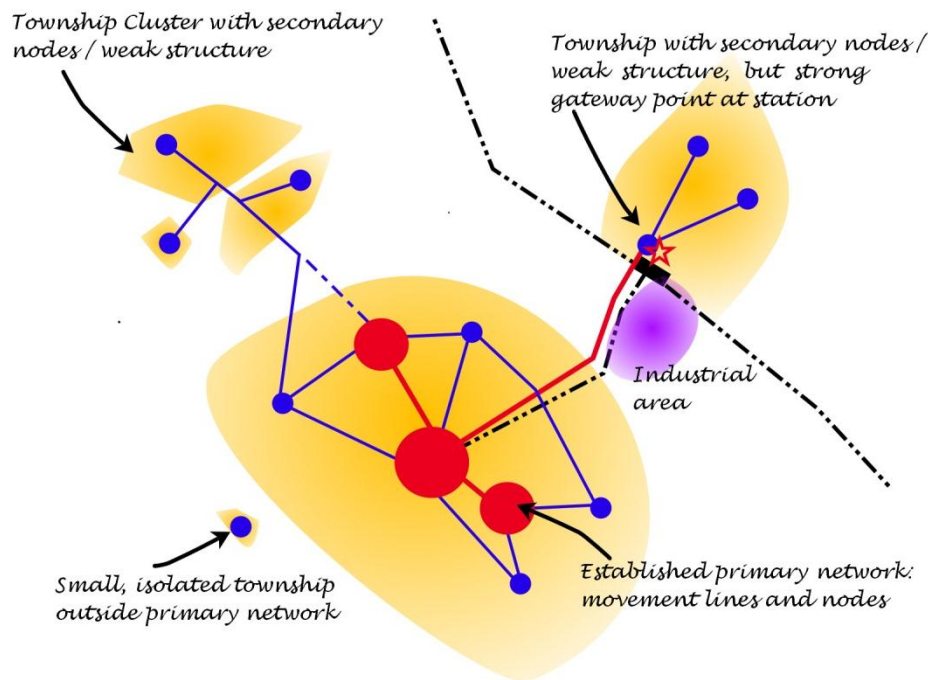 Township Cluster with secondary
nodes / weak structure
Township with secondary nodes /
weak structure, but strong
gateway point at station
Industrial
area
Small, isolated township
outside primary network
Established primary network:
movement lines and nodes